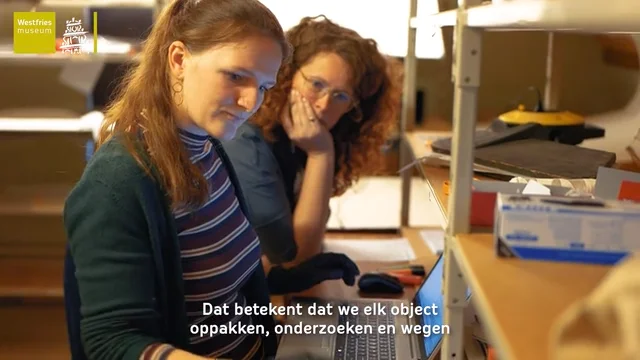 Westfries
museum
Dat betekent dat we elk object
oppakken, onderzoeken en wegen